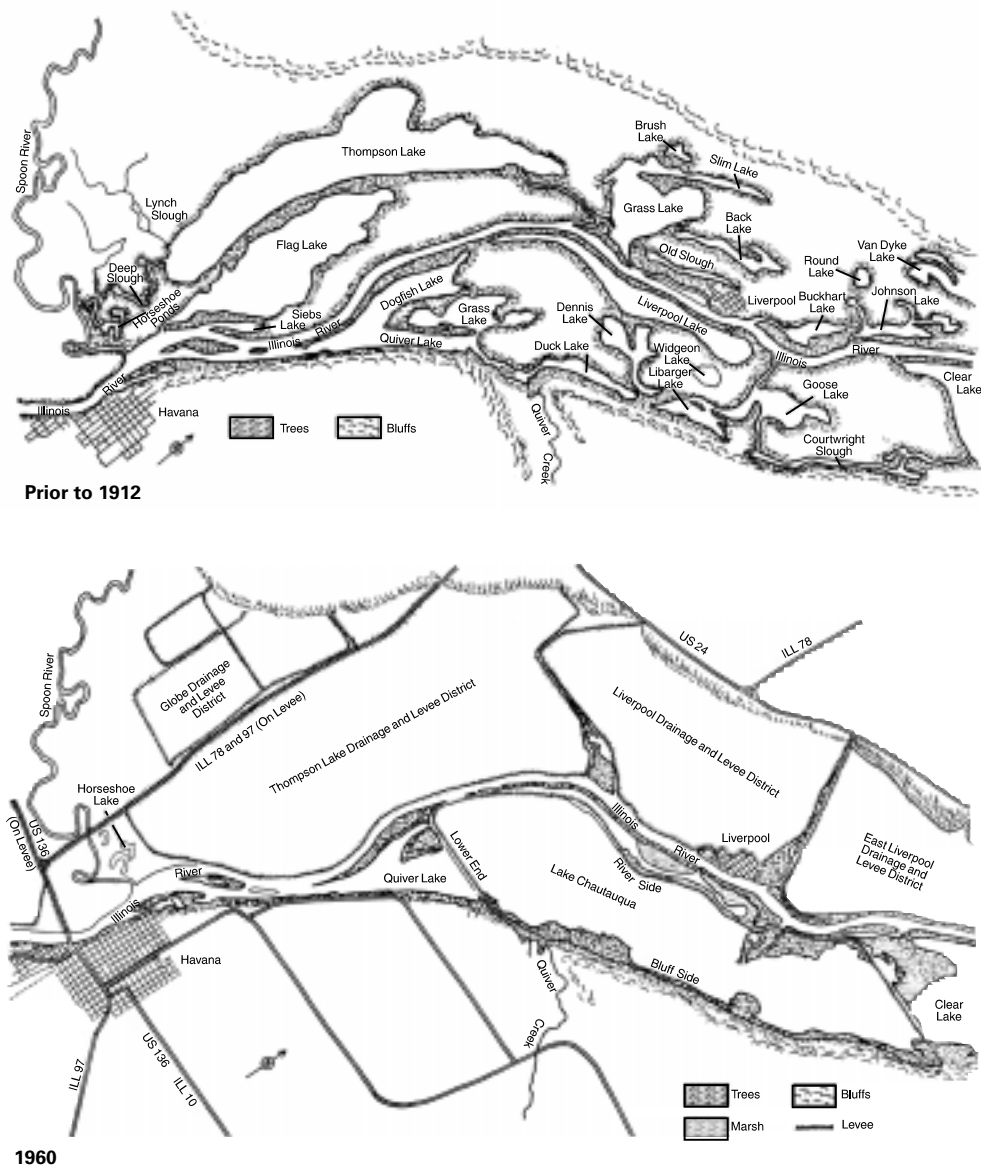 Spoon River
Thompson Lake
Lynch
Slough
Flag Lake
Deep
Slough
Horseshoe
Ponds
Siebs
Lake
Illinois
River
Dogfish Lake
Grass
Lake
Quiver Lake
Brush
Lake
Slim Lake
Grass Lake
Back
Lake
Old Slough
Van Dyke
Lake
Round
Lake
Liverpool
Buckhart
Lake
Johnson
Lake
Dennis
Lake
Liverpool Lake
Duck Lake
Widgeon
Lake
Libarger
Lake
Illinois
River
Goose
Lake
Clear
Lake
Courtwright
Slough
Quiver
Creek
Illinois
River
Havana
Trees
Bluffs
Prior to 1912
Spoon River
Globe Drainage
and Levee
District
ILL 78 and 97 (On Levee)
Thompson Lake Drainage and Levee District
US 24
ILL 78
Liverpool Drainage and Levee District
Horseshoe
Lake
US 136
(On Levee)
Illinois
River
Liverpool
East Liverpool
Drainage
and
Levee District
River
Illinois
Quiver Lake
Lower End
Lake Chautauqua
River Side
Bluff Side
Havana
Quiver
Creek
Clear
Lake
ILL 97
US 136
ILL 10
Trees
Bluffs
Marsh
Levee
1960